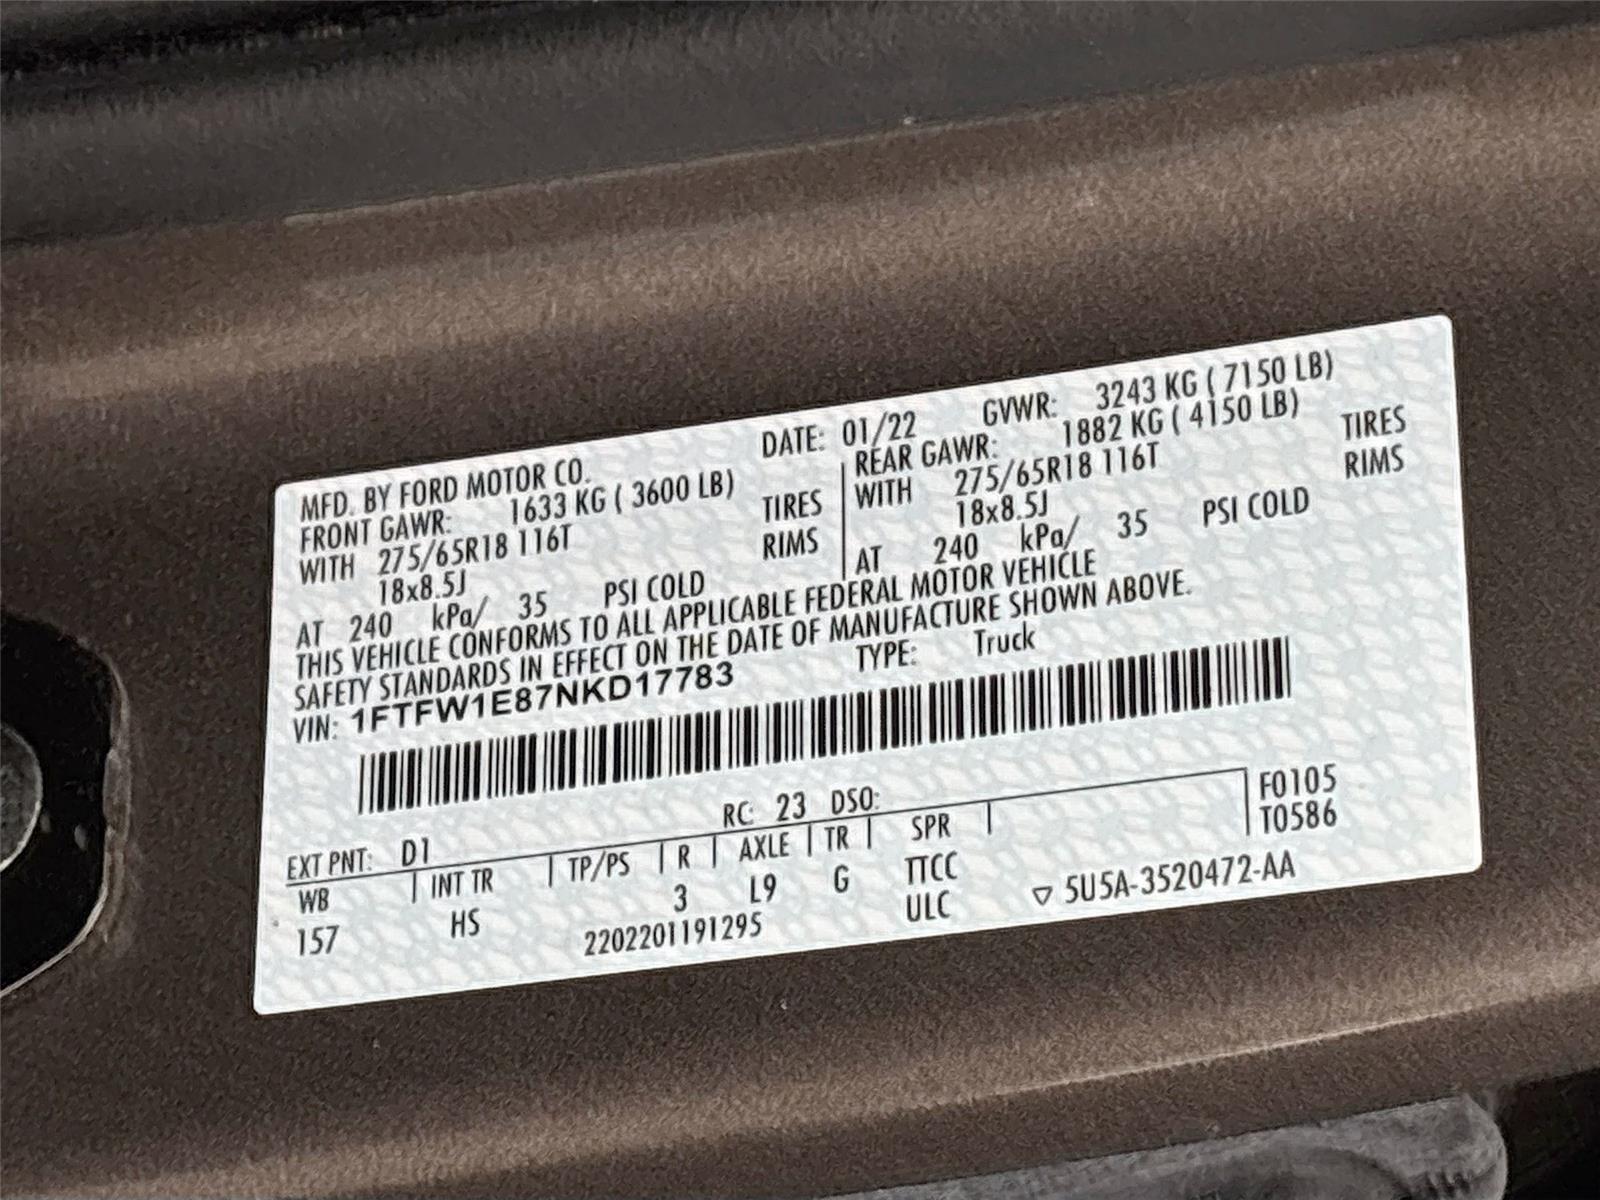 MFD. BY FORD MOTOR CO. DATE: 01/22 GVWR: 3243 KG ( 7150 LB)
FRONT GAWR: 1633 KG ( 3600 LB)
WITH 275/65R18 116T TIRES
18x8.5J RIMS
AT 240 kPa/ 35 PSI COLD
REAR GAWR: 1882 KG ( 4150 LB)
WITH 275/65R18 116T TIRES
18x8.5J RIMS
AT 240 kPa/ 35 PSI COLD
THIS VEHICLE CONFORMS TO ALL APPLICABLE FEDERAL MOTOR VEHICLE
SAFETY STANDARDS IN EFFECT ON THE DATE OF MANUFACTURE SHOWN ABOVE.
VIN: 1FTFW1E87NKD17783 TYPE: Truck
EXT PNT: D1 RC: 23 DSO: F0105
WB INT TR TP/PS R AXLE TR SPR T0586
157 HS 3 L9 G TTCC
2202201191295 ULC ▽ 5U5A-3520472-AA